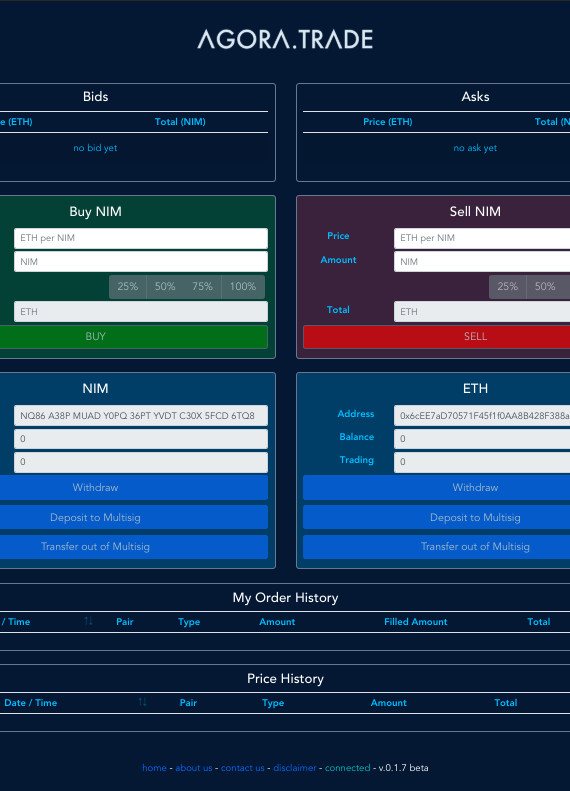 AGORA.TRADE
Bids
e (ETH) Total (NIM)
no bid yet
Asks
Price (ETH) Total (N
no ask yet
Buy NIM
ETH per NIM
NIM
25% 50% 75% 100%
ETH
BUY
Sell NIM
Price ETH per NIM
Amount NIM
25% 50%
Total ETH
SELL
NIM
NQ86 A38P MUAD Y0PQ 36PT YVDT C30X 5FCD 6TQ8
0
0
Withdraw
Deposit to Multisig
Transfer out of Multisig
ETH
Address 0x6cEE7aD70571F45f1f0AA8B428F388a
Balance 0
Trading 0
Withdraw
Deposit to Multisig
Transfer out of Multisig
My Order History
/ Time ↑↓ Pair Type Amount Filled Amount Total
Price History
Date / Time ↑↓ Pair Type Amount Total
home - about us - contact us - disclaimer - connected - v.0.1.7 beta